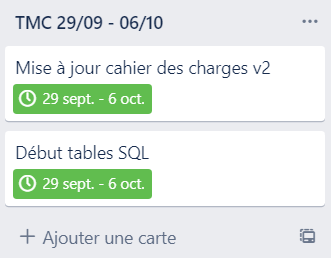 TMC 29/09 - 06/10
Mise à jour cahier des charges v2
29 sept. - 6 oct.
Début tables SQL
29 sept. - 6 oct.
Ajouter une carte